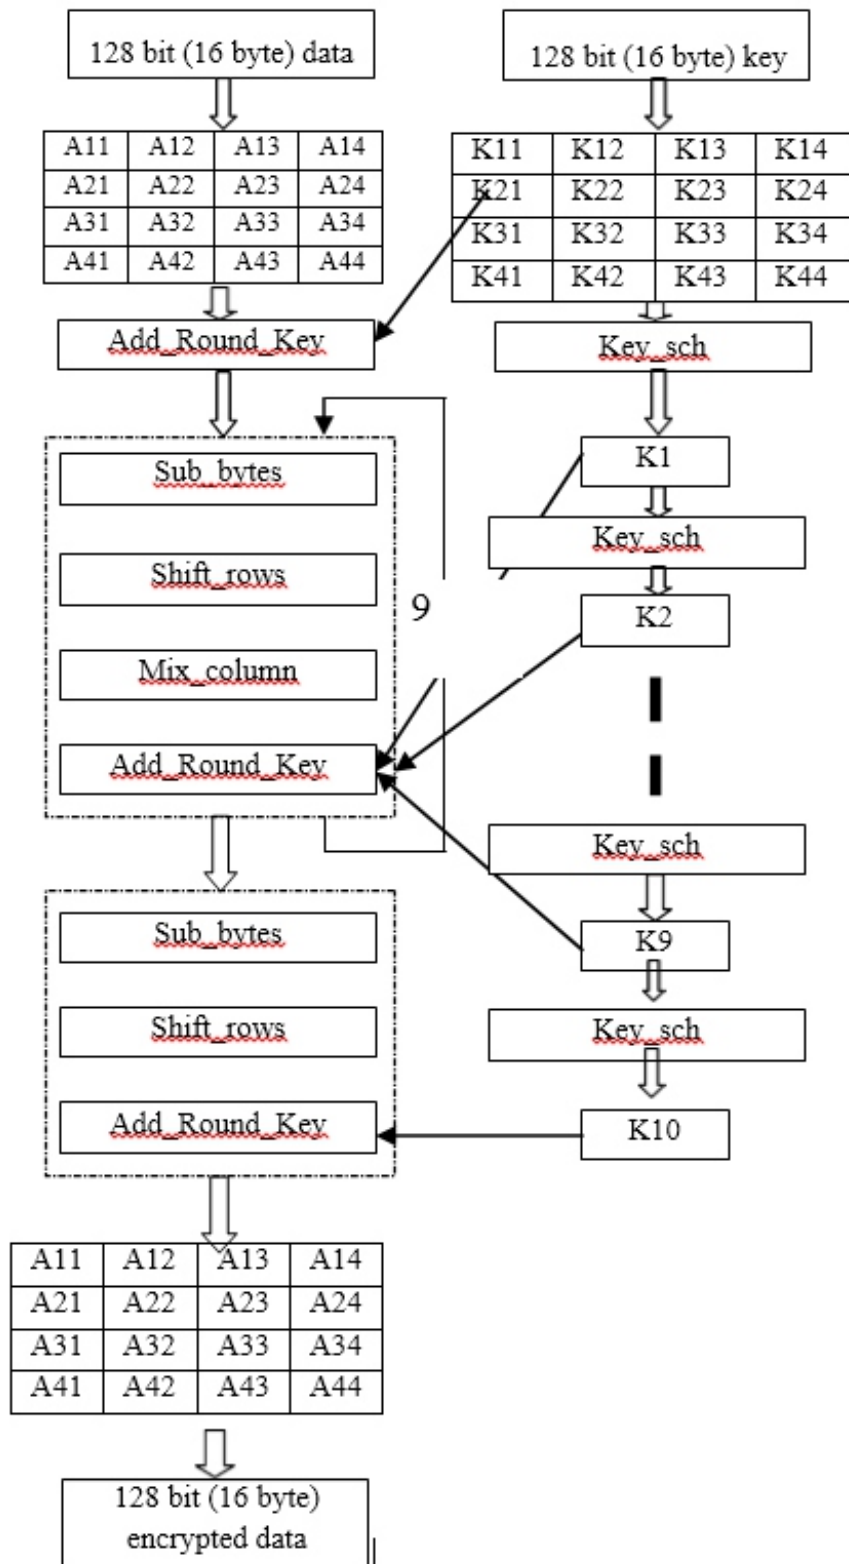 128 bit (16 byte) data
A11 A12 A13 A14
A21 A22 A23 A24
A31 A32 A33 A34
A41 A42 A43 A44
Add_Round_Key
Sub_bytes
Shift_rows
Mix_column
Add_Round_Key
9
Sub_bytes
Shift_rows
Add_Round_Key
A11 A12 A13 A14
A21 A22 A23 A24
A31 A32 A33 A34
A41 A42 A43 A44
128 bit (16 byte)
encrypted data
128 bit (16 byte) key
K11 K12 K13 K14
K21 K22 K23 K24
K31 K32 K33 K34
K41 K42 K43 K44
Key_sch
K1
Key_sch
K2
Key_sch
K9
Key_sch
K10